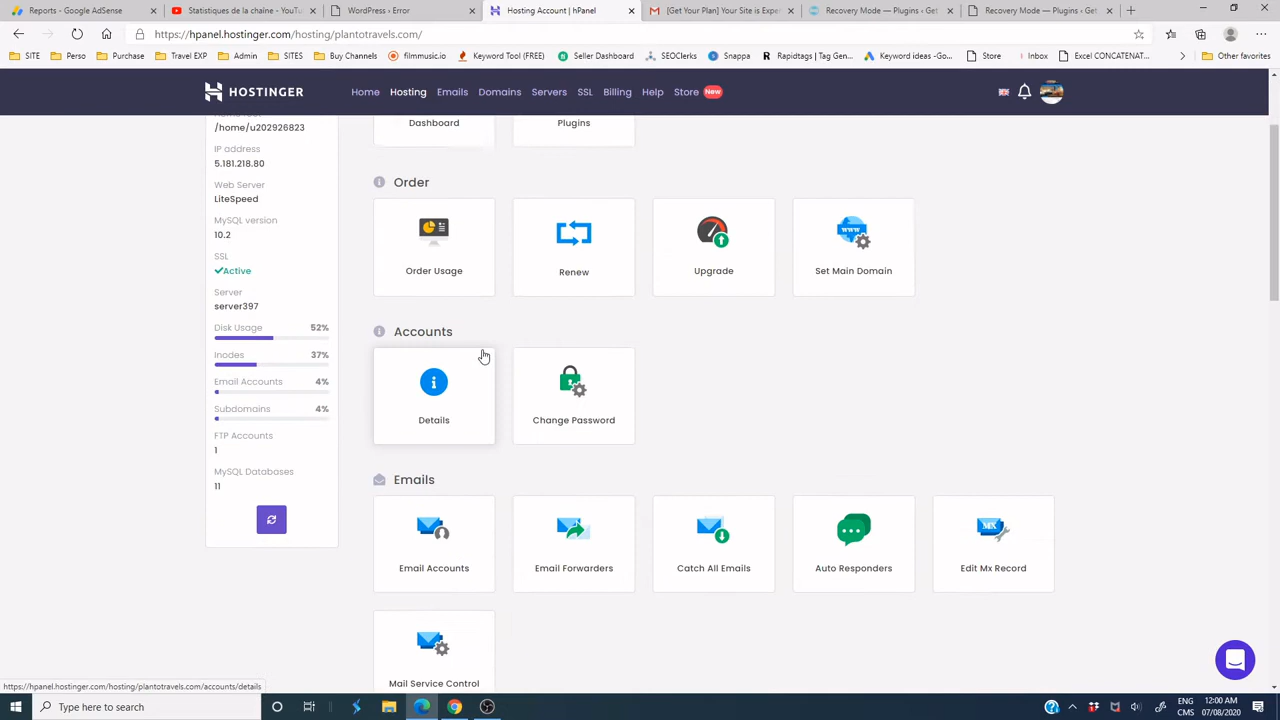 Reports - Google AdSense
Statistiques de la chaîne - YouTu
WordPress › Error
Hosting Account | hPanel
[Get Your Plan] Your Site is Exper
Recovery Mode — Plugins ‹ Get
Recovery Mode — Plugins ‹ Get
https://hpanel.hostinger.com/hosting/plantotravels.com/
SITE
Perso
Purchase
Travel EXP
Admin
SITES
Buy Channels
filmmusic.io
Keyword Tool (FREE)
Seller Dashboard
SEOClerks
Snappa
Rapidtags | Tag Gen...
Keyword ideas -Go...
Store
Inbox
Excel CONCATENAT...
Other favorites
HOSTINGER
Home
Hosting
Emails
Domains
Servers
SSL
Billing
Help
Store
New
/home/u202926823
IP address
5.181.218.80
Web Server
LiteSpeed
MySQL version
10.2
SSL
Active
Server
server397
Disk Usage 52%
Inodes 37%
Email Accounts 4%
Subdomains 4%
FTP Accounts
1
MySQL Databases
11
Dashboard
Plugins
Order
Order Usage
Renew
Upgrade
WWW
Set Main Domain
Accounts
Details
Change Password
Emails
Email Accounts
Email Forwarders
Catch All Emails
Auto Responders
MX
Edit Mx Record
Mail Service Control
https://hpanel.hostinger.com/hosting/plantotravels.com/accounts/details
Type here to search
ENG
CMS
12:00 AM
07/08/2020